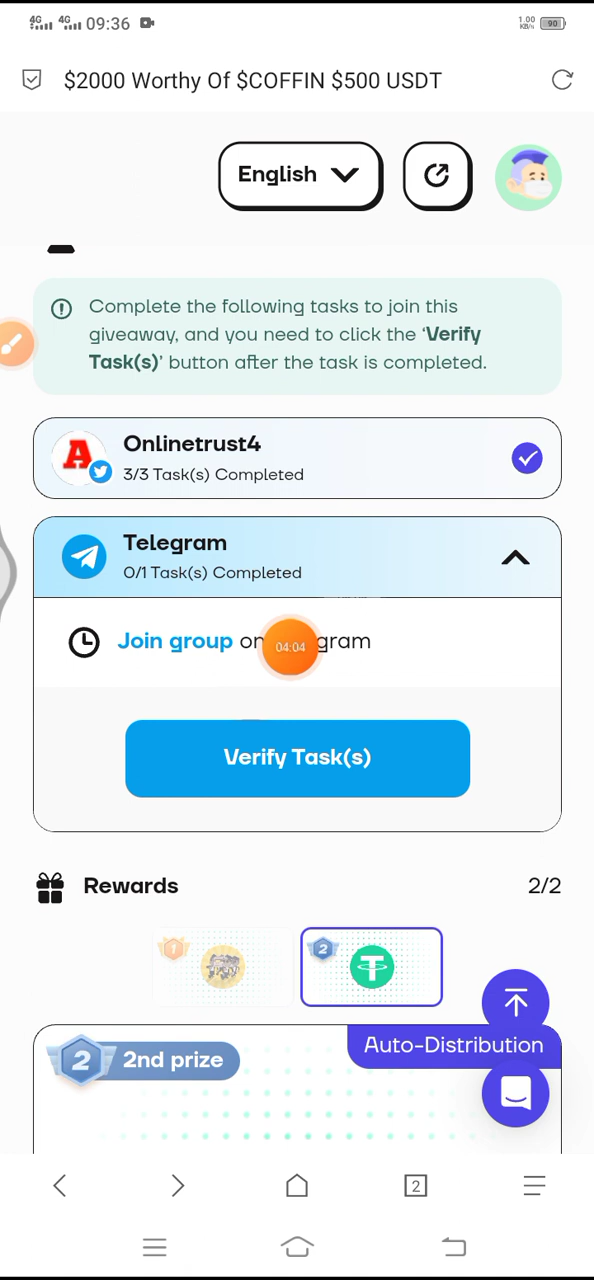 4G 4G 09:36 1.00 KB/s 90
$2000 Worthy Of $COFFIN $500 USDT
English
Complete the following tasks to join this
giveaway, and you need to click the ‘Verify
Task(s)’ button after the task is completed.
A
Onlinetrust4
3/3 Task(s) Completed
Telegram
0/1 Task(s) Completed
Join group on gram
04:04
Verify Task(s)
Rewards 2/2
1 2
Auto-Distribution
2 2nd prize
2